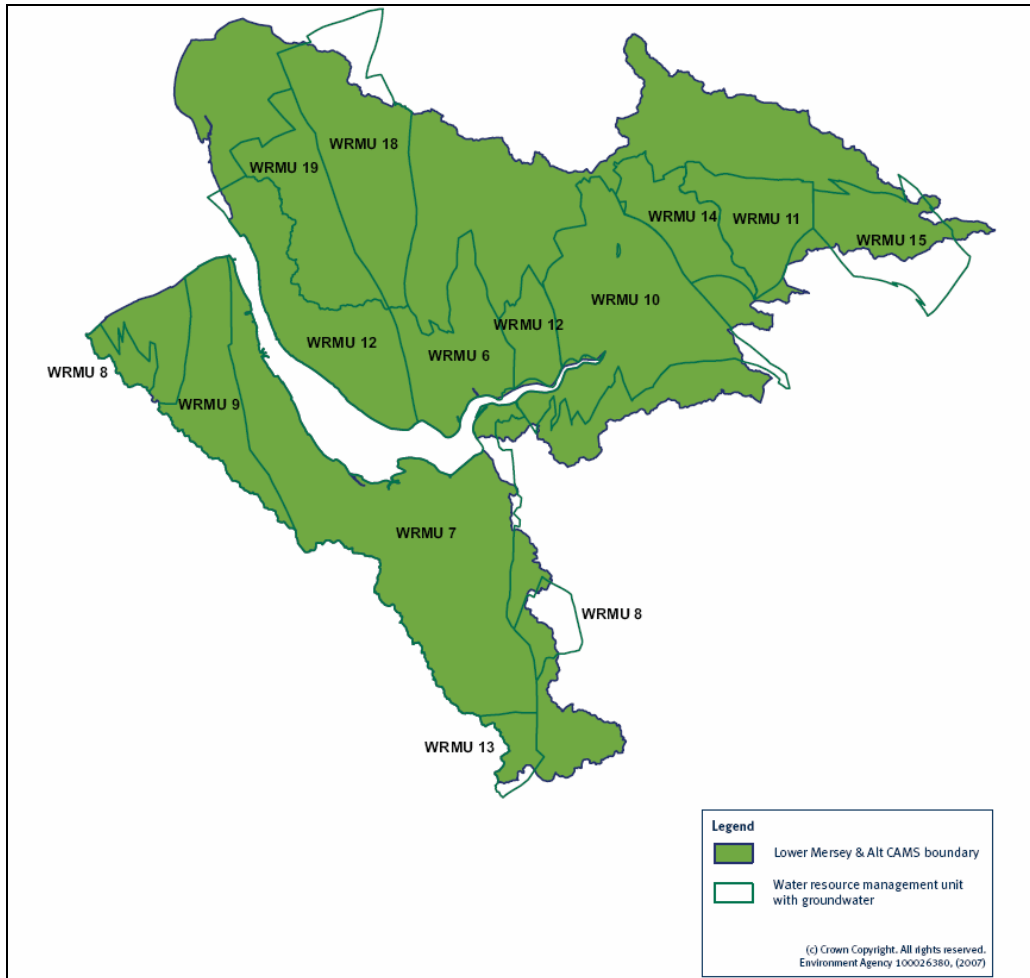 WRMU 18
WRMU 19
WRMU 14
WRMU 11
WRMU 15
WRMU 10
WRMU 12
WRMU 12
WRMU 6
WRMU 8
WRMU 9
WRMU 7
WRMU 8
WRMU 13
Legend
Lower Mersey & Alt CAMS boundary
Water resource management unit
with groundwater
(c) Crown Copyright. All rights reserved.
Environment Agency 100026380, (2007)